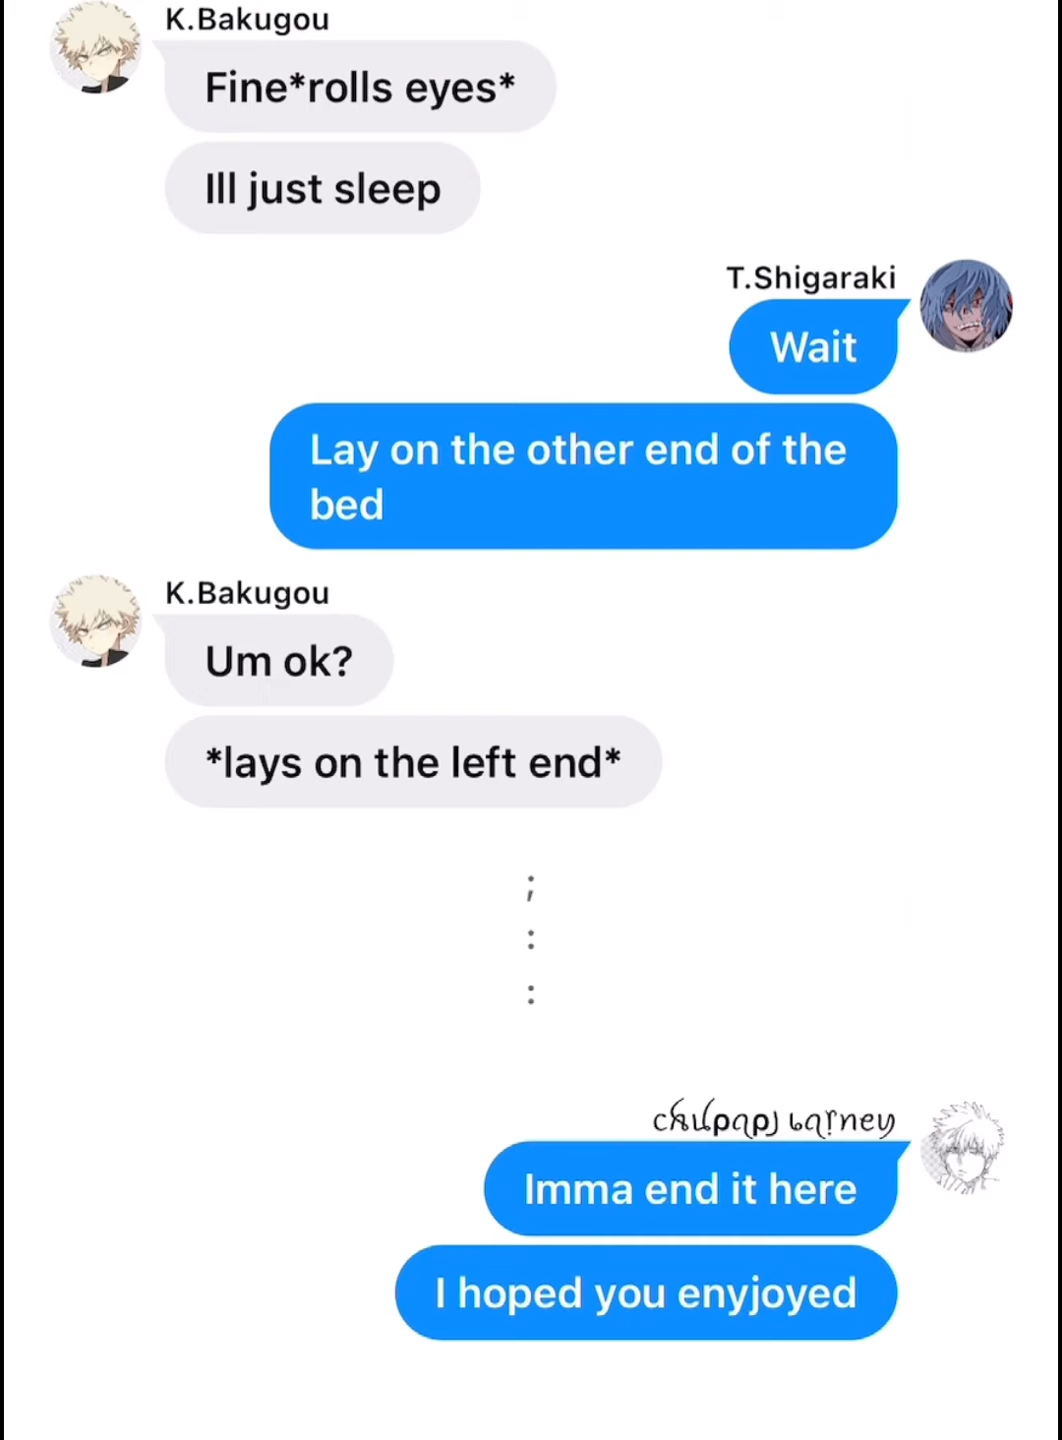 K.Bakugou
Fine*rolls eyes*
Ill just sleep
T.Shigaraki
Wait
Lay on the other end of the
bed
K.Bakugou
Um ok?
*lays on the left end*
;
:
:
Imma end it here
I hoped you enyjoyed